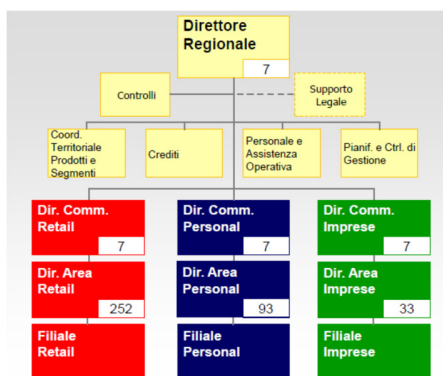 Direttore
Regionale
7
Controlli
Supporto
Legale
Coord.
Territoriale
Prodotti e
Segmenti
Crediti
Personale e
Assistenza
Operativa
Pianif. e Ctrl. di
Gestione
Dir. Comm.
Retail
7
Dir. Comm.
Personal
7
Dir. Comm.
Imprese
7
Dir. Area
Retail
252
Dir. Area
Personal
93
Dir. Area
Imprese
33
Filiale
Retail
Filiale
Personal
Filiale
Imprese